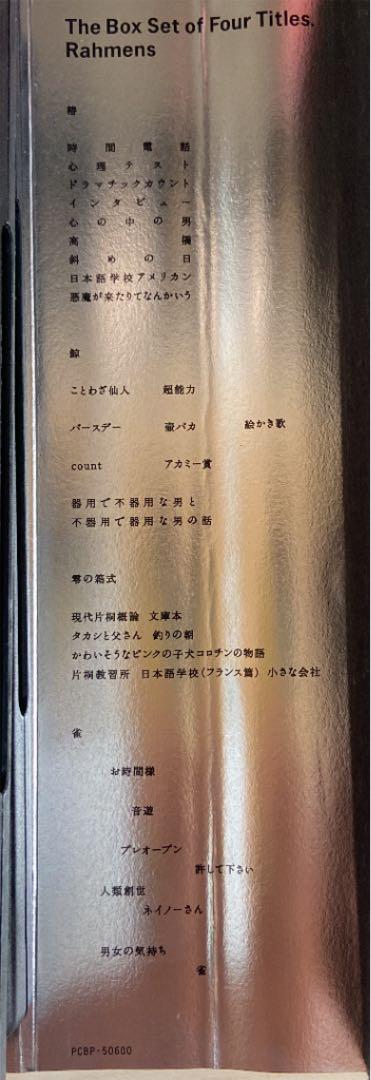 The Box Set of Four Titles.
Rahmens
椿
時間電話
心理テスト
ドラマチックカウント
インタビュー
心の中の男
高橋
斜めの日
日本語学校アメリカン
悪魔が来たりてなんかいう
鯨
ことわざ仙人 超能力
バースデー 壷バカ 絵かき歌
count アカミー賞
器用で不器用な男と
不器用で器用な男の話
零の箱式
現代片桐概論 文庫本
タカシと父さん 釣りの朝
かわいそうなピンクの子犬コロチンの物語
片桐教習所 日本語学校(フランス篇) 小さな会社
雀
お時間様
音遊
プレオープン
許して下さい
人類創世
ネイノーさん
男女の気持ち
雀
PCBP-50600